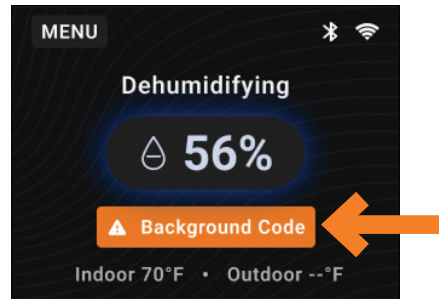 MENU
Dehumidifying
56%
Background Code
Indoor 70°F • Outdoor --°F